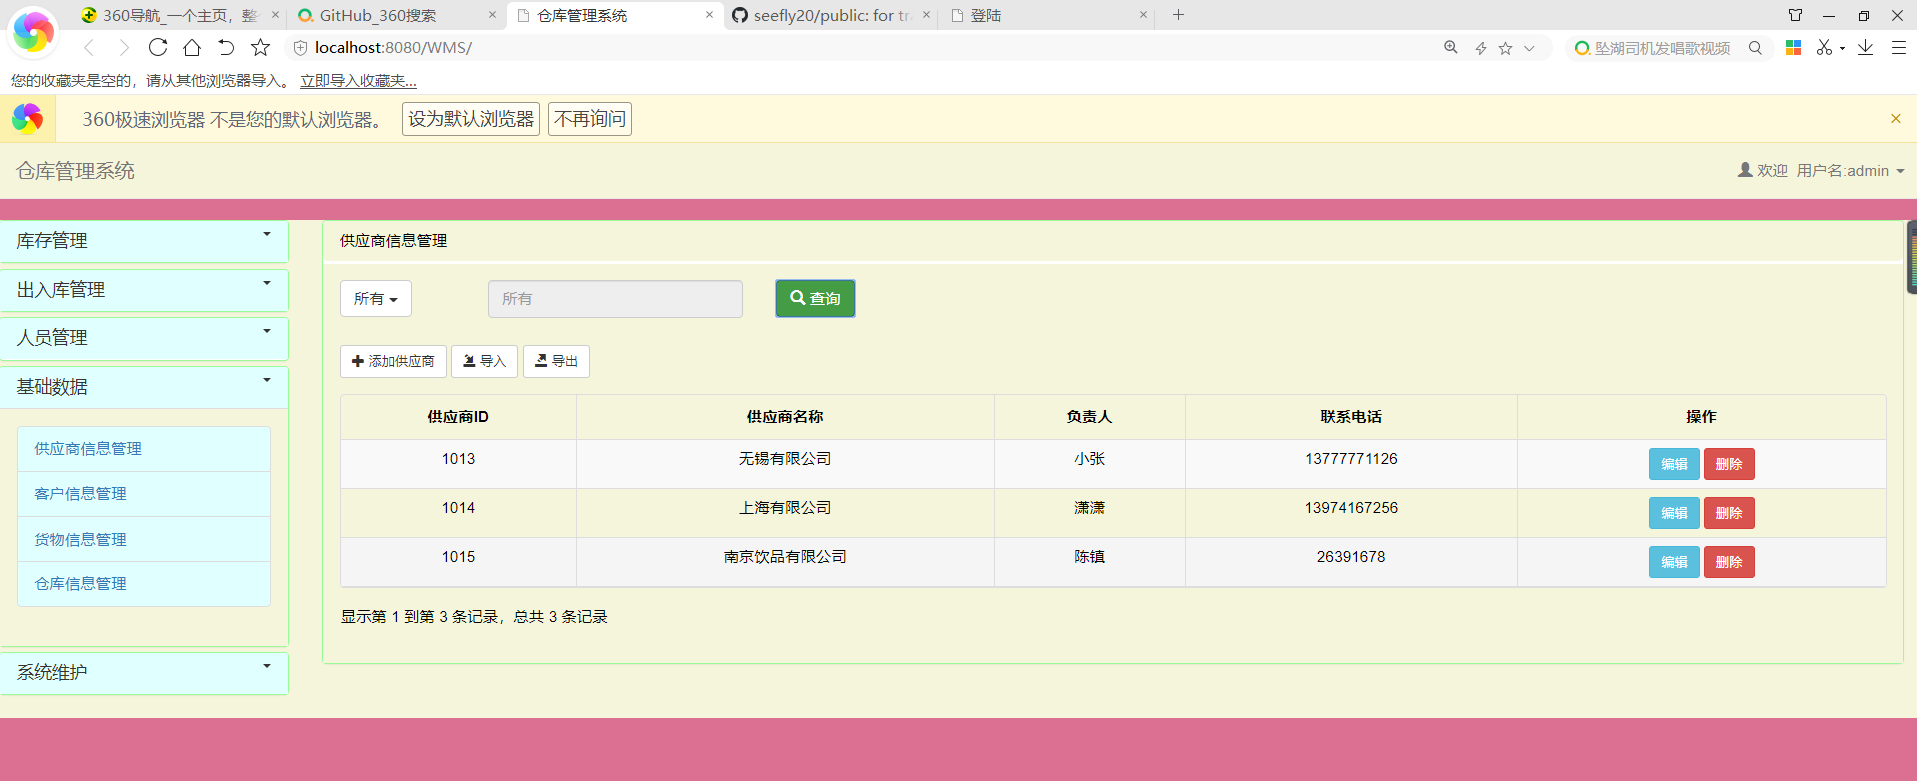 360导航_一个主页，整个
GitHub_360搜索
仓库管理系统
seefly20/public: for tr
登陆
localhost:8080/WMS/
坠湖司机发唱歌视频
您的收藏夹是空的，请从其他浏览器导入。 立即导入收藏夹...
360极速浏览器 不是您的默认浏览器。 设为默认浏览器 不再询问
仓库管理系统
欢迎 用户名:admin
库存管理
出入库管理
人员管理
基础数据
供应商信息管理
客户信息管理
货物信息管理
仓库信息管理
系统维护
供应商信息管理
所有 所有 查询
添加供应商 导入 导出
供应商ID 供应商名称 负责人 联系电话 操作
1013 无锡有限公司 小张 13777771126 编辑 删除
1014 上海有限公司 潇潇 13974167256 编辑 删除
1015 南京饮品有限公司 陈镇 26391678 编辑 删除
显示第 1 到第 3 条记录，总共 3 条记录